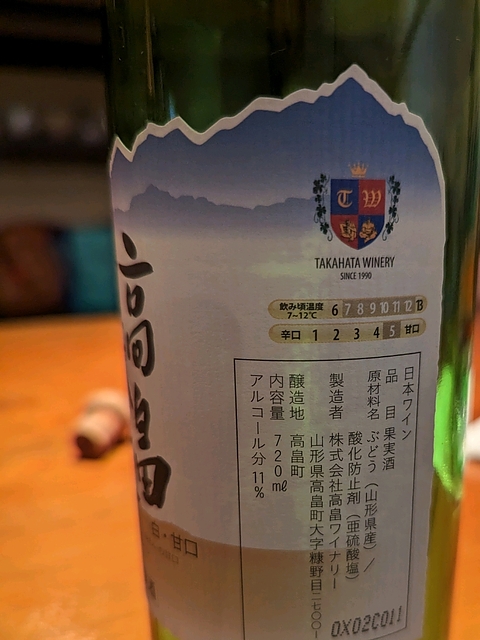 高畠
白・甘口
T W
TAKAHATA WINERY
SINCE 1990
飲み頃温度 7~12℃ 6 7 8 9 10 11 12 13
辛口 1 2 3 4 5 甘口
日本ワイン
品目 果実酒
原材料名 ぶどう(山形県産)/
酸化防止剤(亜硫酸塩)
製造者 株式会社高畠ワイナリー
山形県高畠町大字糠野目二七〇〇
醸造地 高畠町
内容量 720㎖
アルコール分 11%
0X02C011